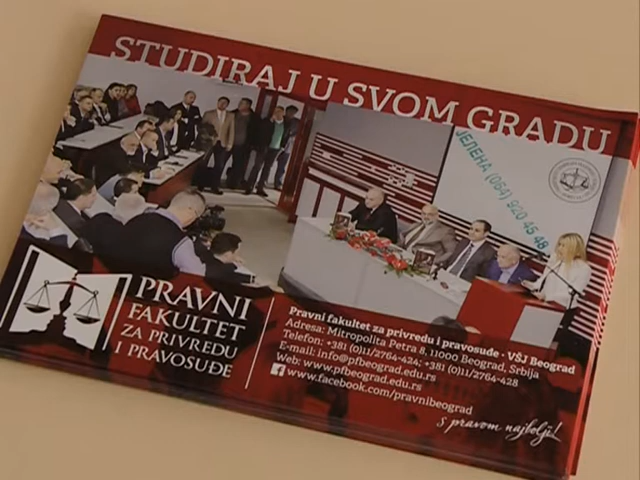 STUDIRAJ U SVOM GRADU
ЈЕЛЕНА (064) 920 45 48
PRAVNI
FAKULTET
ZA PRIVREDU
I PRAVOSUĐE
Pravni fakultet za privredu i pravosuđe · VŠJ Beograd
Adresa: Mitropolita Petra 8, 11000 Beograd, Srbija
Telefon: +381 (0)11/2764-424; +381 (0)11/2764-428
E-mail: info@pfbeograd.edu.rs
Web: www.pfbeograd.edu.rs
www.facebook.com/pravnibeograd
s pravom najbolji!